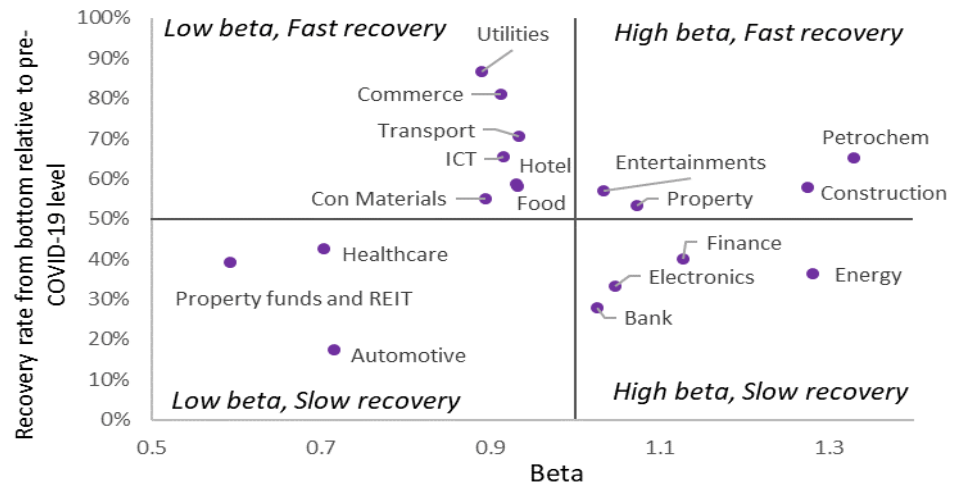 Recovery rate from bottom relative to pre-
COVID-19 level
100%
90%
80%
70%
60%
50%
40%
30%
20%
10%
0%
Low beta, Fast recovery
High beta, Fast recovery
Utilities
Commerce
Transport
ICT
Hotel
Con Materials
Food
Petrochem
Entertainments
Construction
Property
Healthcare
Property funds and REIT
Automotive
Finance
Electronics
Energy
Bank
Low beta, Slow recovery
High beta, Slow recovery
0.5
0.7
0.9
1.1
1.3
Beta